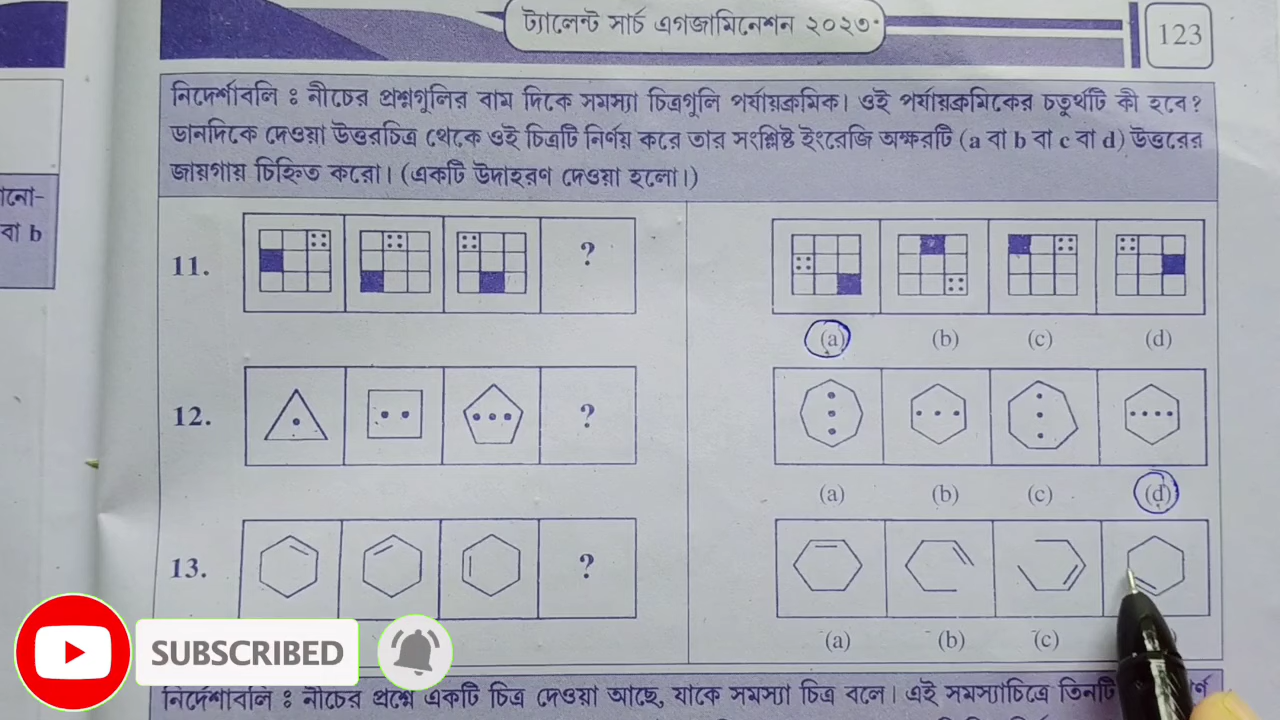 ট্যালেন্ট সার্চ এগজামিনেশন ২০২৩
123
নির্দেশাবলি ঃ নীচের প্রশ্নগুলির বাম দিকে সমস্যা চিত্রগুলি পর্যায়ক্রমিক। ওই পর্যায়ক্রমিকের চতুর্থটি কী হবে?
ডানদিকে দেওয়া উত্তরচিত্র থেকে ওই চিত্রটি নির্ণয় করে তার সংশ্লিষ্ট ইংরেজি অক্ষরটি (a বা b বা c বা d) উত্তরের
জায়গায় চিহ্নিত করো। (একটি উদাহরণ দেওয়া হলো।)
নো-
বা b
11. ?
(a) (b) (c) (d)
12. ?
(a) (b) (c) (d)
13. ?
(a) (b) (c)
SUBSCRIBED
নির্দেশাবলি ঃ নীচের প্রশ্নে একটি চিত্র দেওয়া আছে, যাকে সমস্যা চিত্র বলে। এই সমস্যাচিত্রে তিনটি